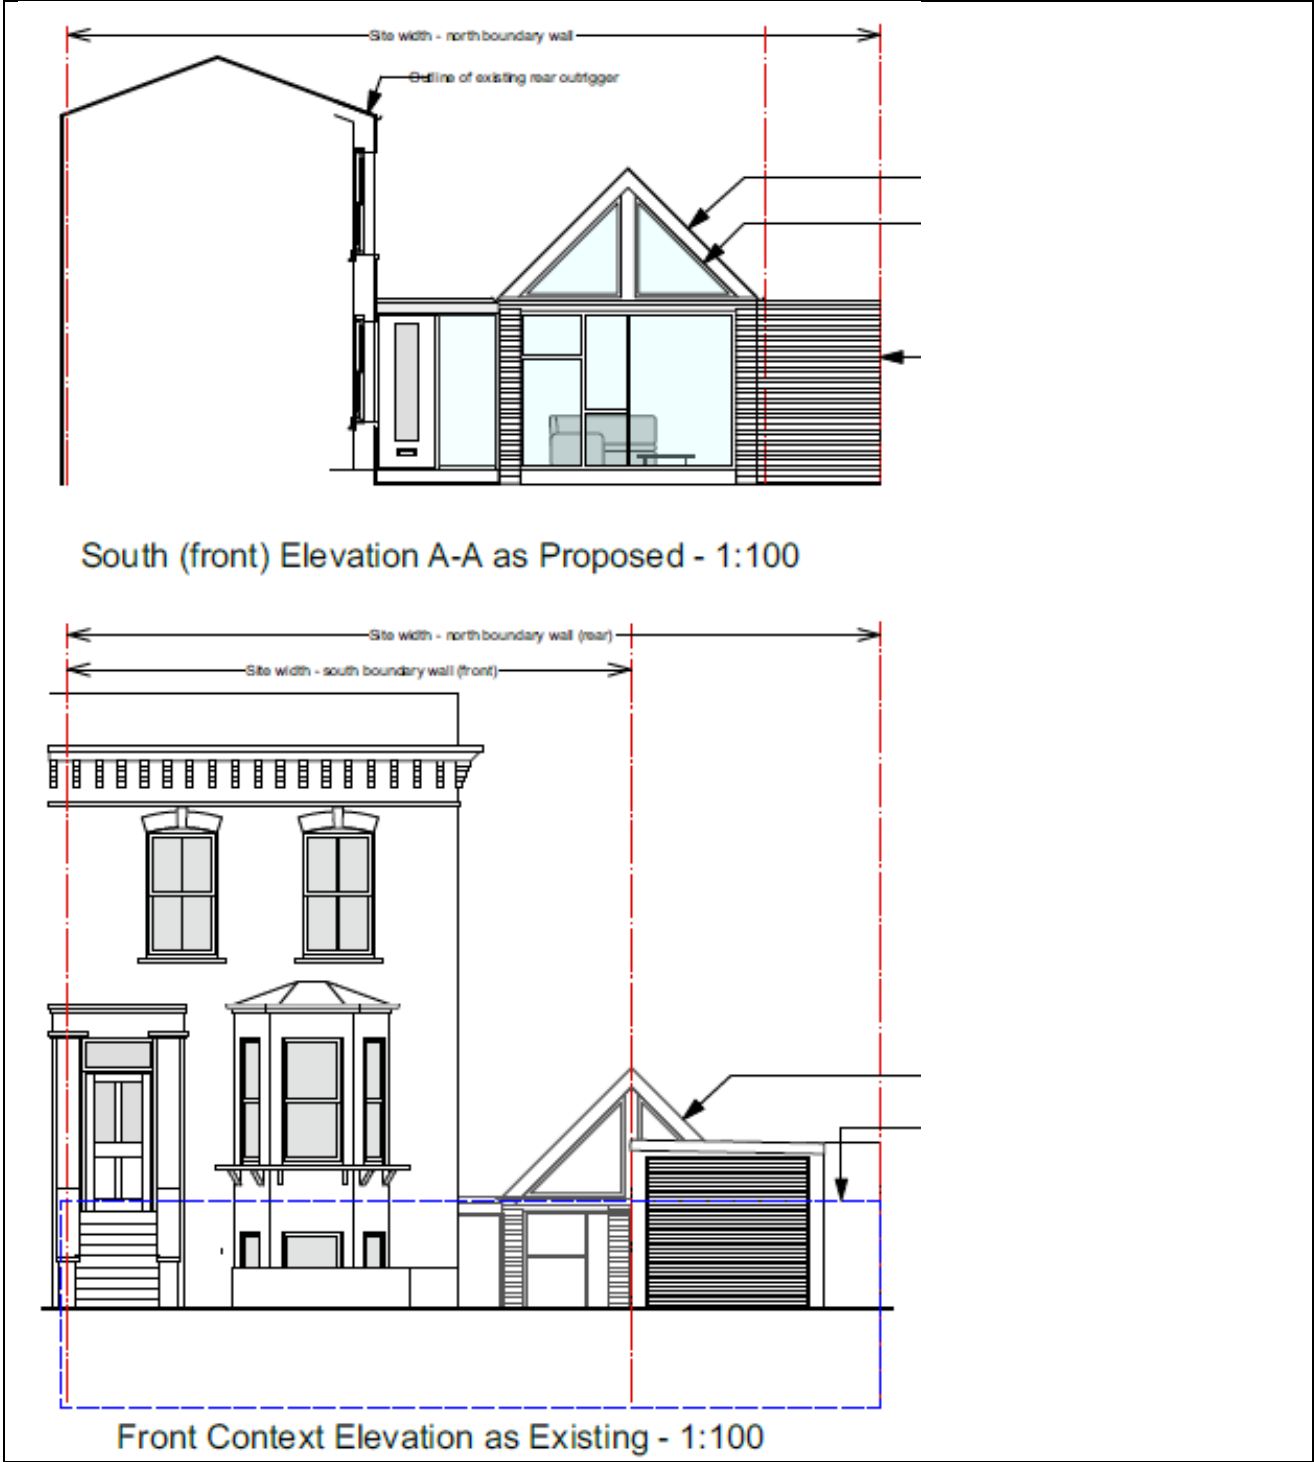 Site width - north boundary wall
Outline of existing rear outrigger
South (front) Elevation A-A as Proposed - 1:100
Site width - north boundary wall (rear)
Site width - south boundary wall (front)
Front Context Elevation as Existing - 1:100